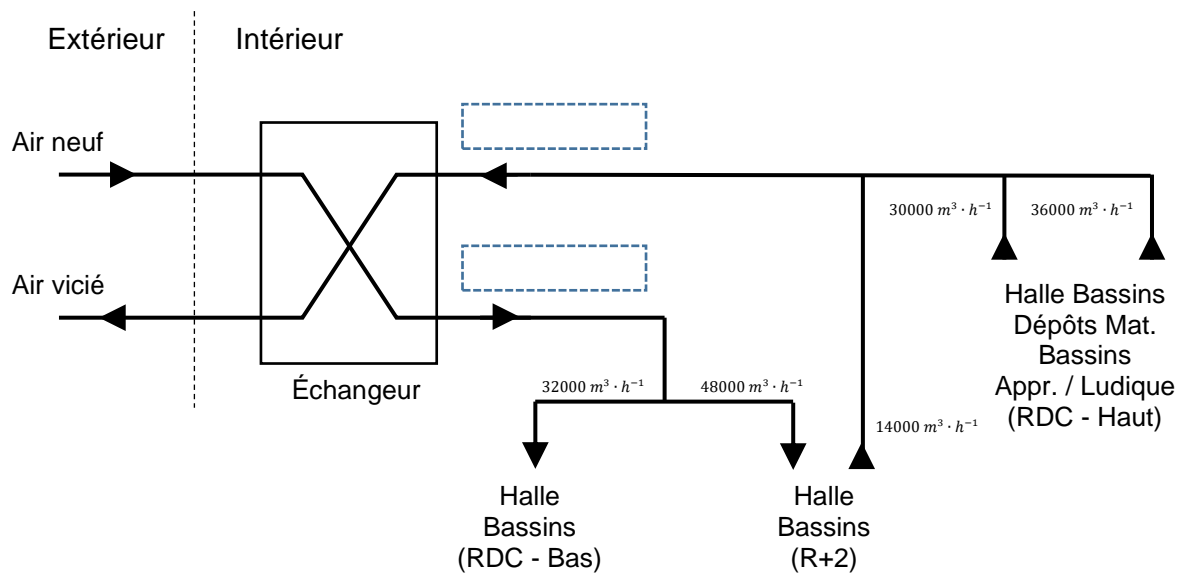 Extérieur
Intérieur
Air neuf
30000 m³ · h⁻¹
36000 m³ · h⁻¹
Air vicié
Halle Bassins
Dépôts Mat.
Bassins
Appr. / Ludique
(RDC - Haut)
Échangeur
32000 m³ · h⁻¹
48000 m³ · h⁻¹
14000 m³ · h⁻¹
Halle
Bassins
(RDC - Bas)
Halle
Bassins
(R+2)